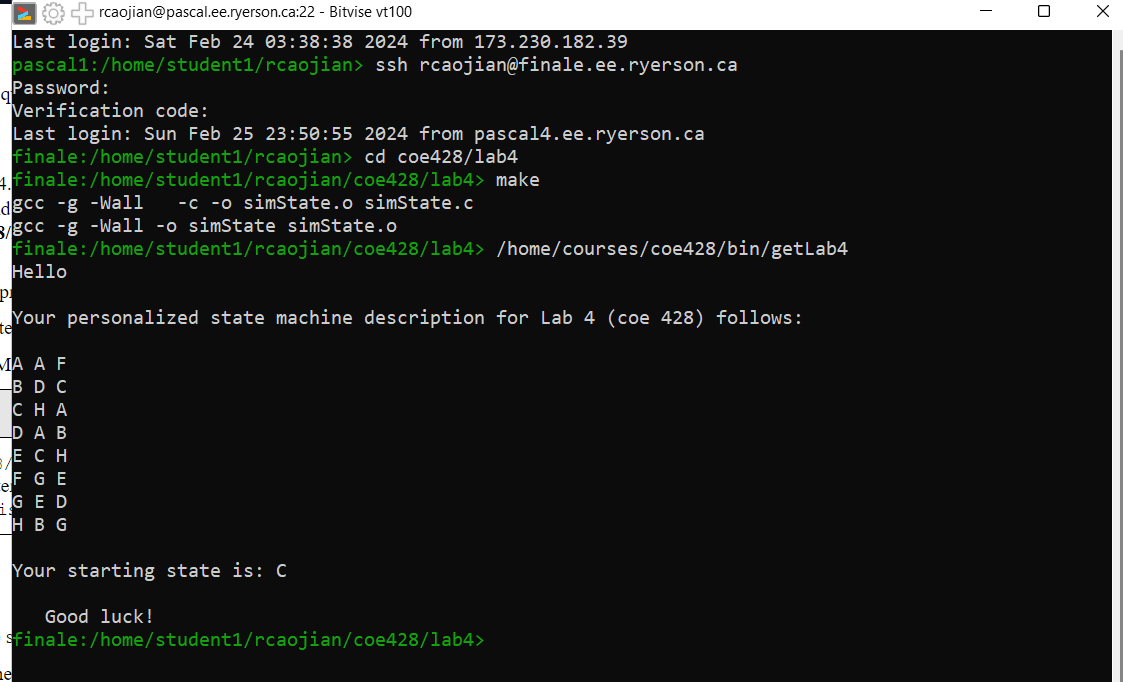 rcaojian@pascal.ee.ryerson.ca:22 - Bitvise vt100
Last login: Sat Feb 24 03:38:38 2024 from 173.230.182.39
pascal1:/home/student1/rcaojian> ssh rcaojian@finale.ee.ryerson.ca
Password:
Verification code:
Last login: Sun Feb 25 23:50:55 2024 from pascal4.ee.ryerson.ca
finale:/home/student1/rcaojian> cd coe428/lab4
finale:/home/student1/rcaojian/coe428/lab4> make
gcc -g -Wall   -c -o simState.o simState.c
gcc -g -Wall -o simState simState.o
finale:/home/student1/rcaojian/coe428/lab4> /home/courses/coe428/bin/getLab4
Hello
Your personalized state machine description for Lab 4 (coe 428) follows:
A A F
B D C
C H A
D A B
E C H
F G E
G E D
H B G
Your starting state is: C
Good luck!
finale:/home/student1/rcaojian/coe428/lab4>